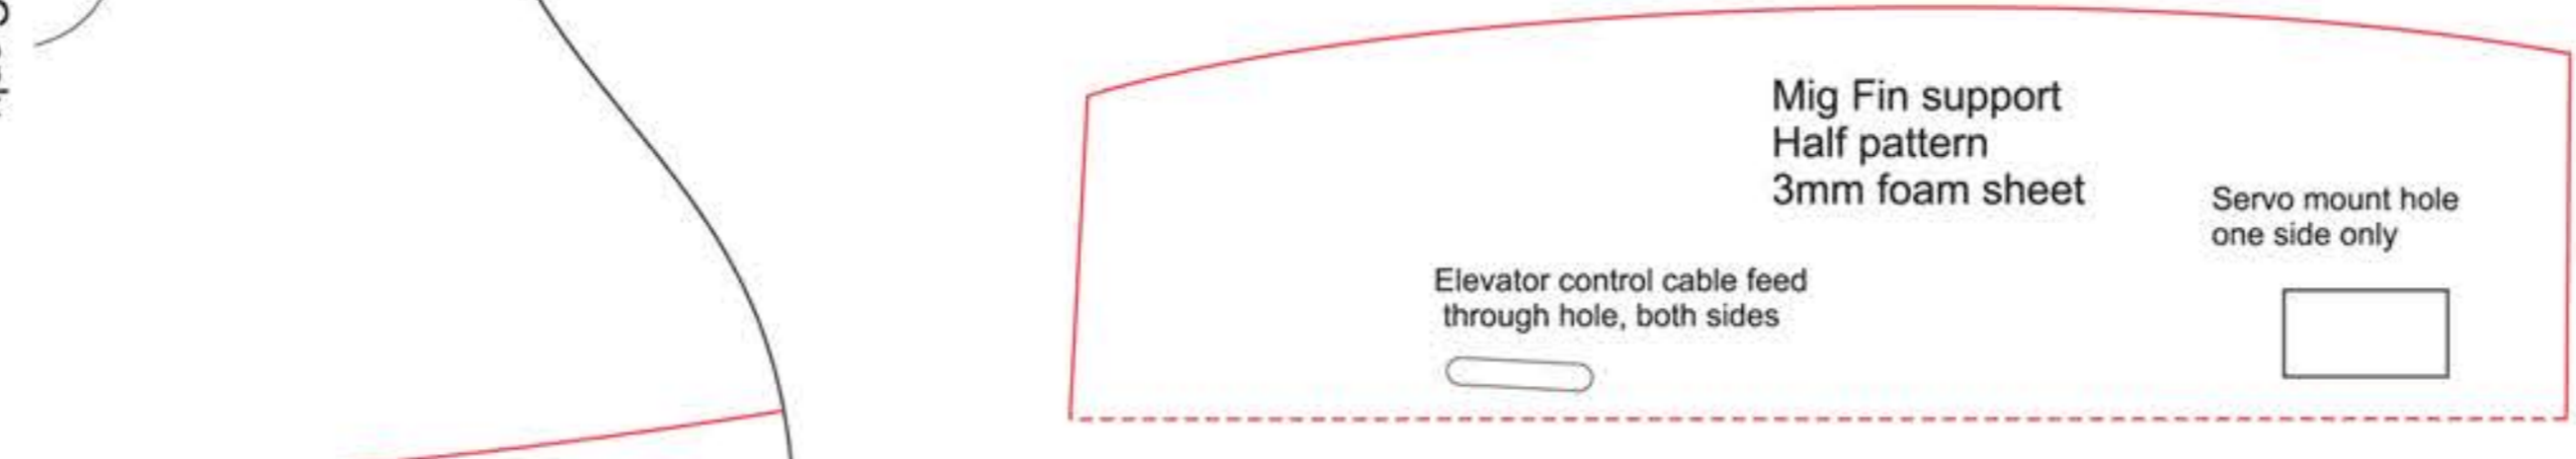 Mig Fin support
Half pattern
3mm foam sheet
Servo mount hole
one side only
Elevator control cable feed
through hole, both sides